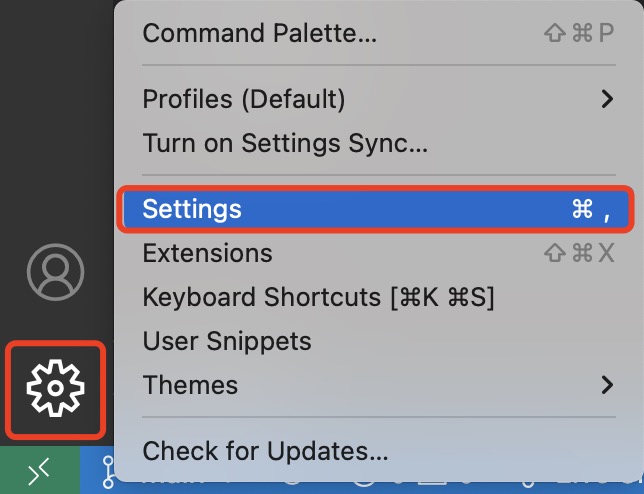 Command Palette... ⇧⌘P
Profiles (Default) >
Turn on Settings Sync...
Settings ⌘ ,
Extensions ⇧⌘X
Keyboard Shortcuts [⌘K ⌘S]
User Snippets
Themes >
Check for Updates...